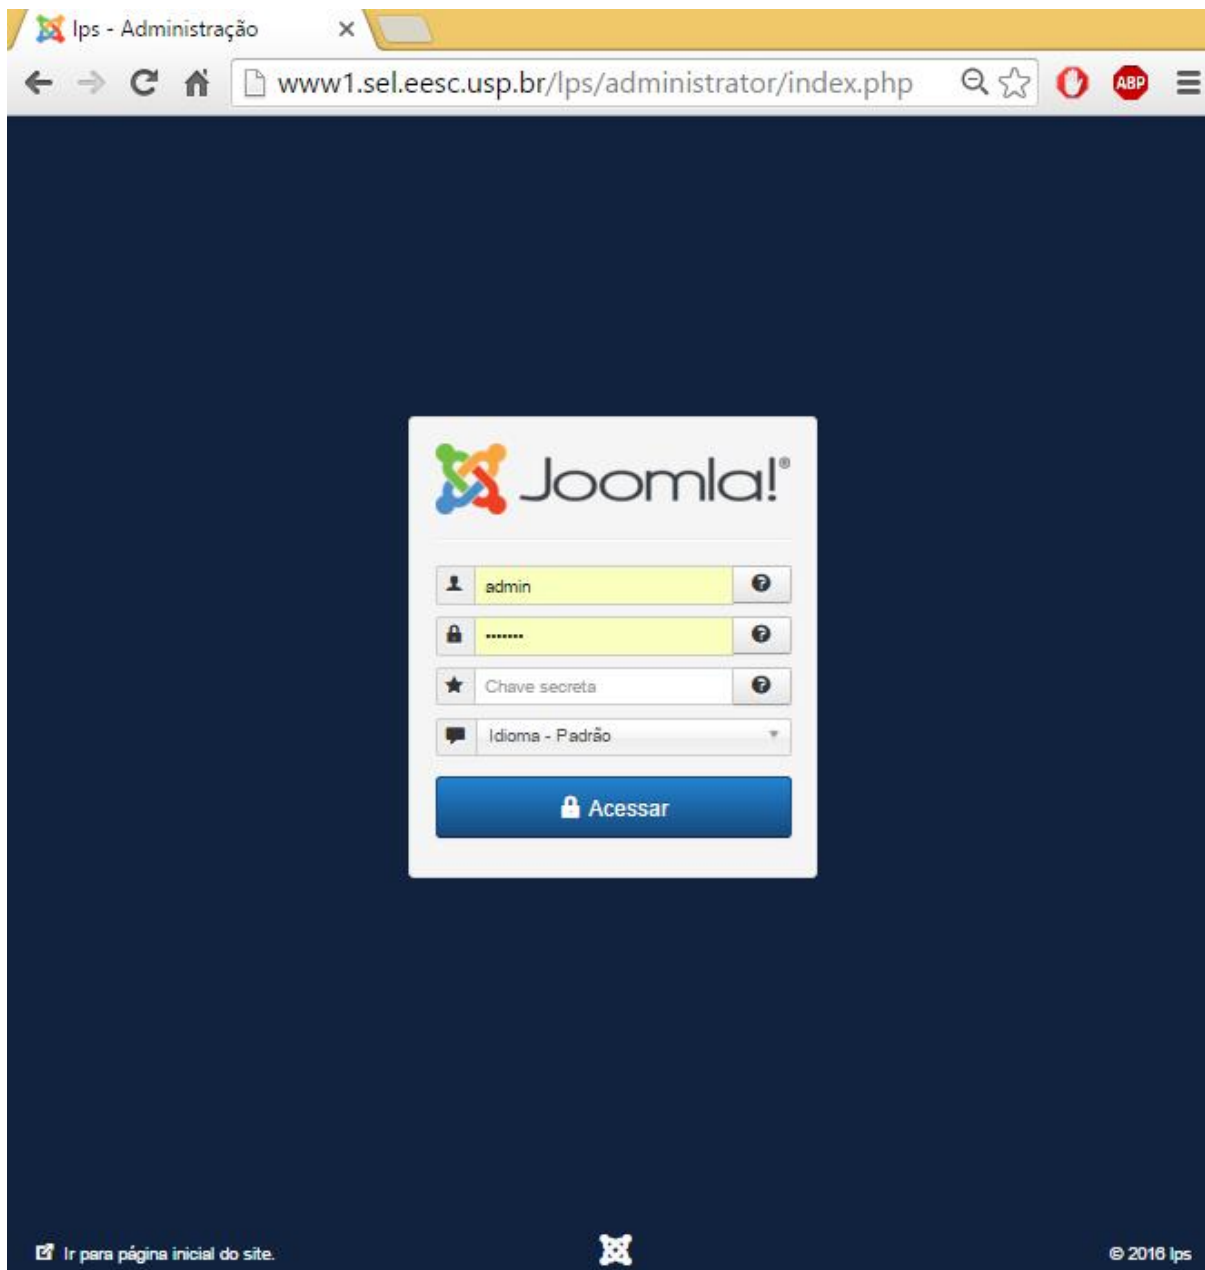 lps - Administração
www1.sel.eesc.usp.br/lps/administrator/index.php
ABP
Joomla!®
admin
•••••••
Chave secreta
Idioma - Padrão
Acessar
Ir para página inicial do site.
© 2016 lps